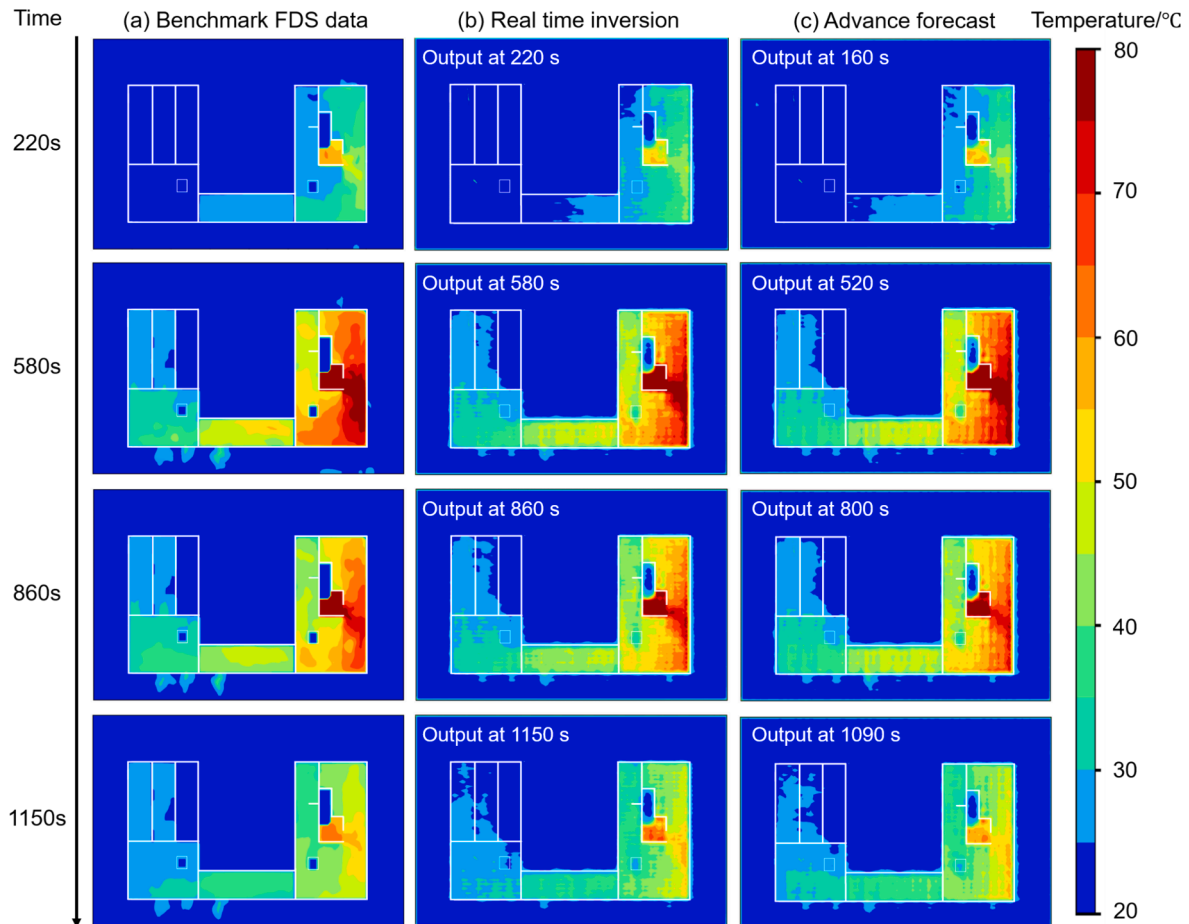 Time
(a) Benchmark FDS data
(b) Real time inversion
(c) Advance forecast
Temperature/°C
220s
Output at 220 s
Output at 160 s
580s
Output at 580 s
Output at 520 s
860s
Output at 860 s
Output at 800 s
1150s
Output at 1150 s
Output at 1090 s
80
70
60
50
40
30
20